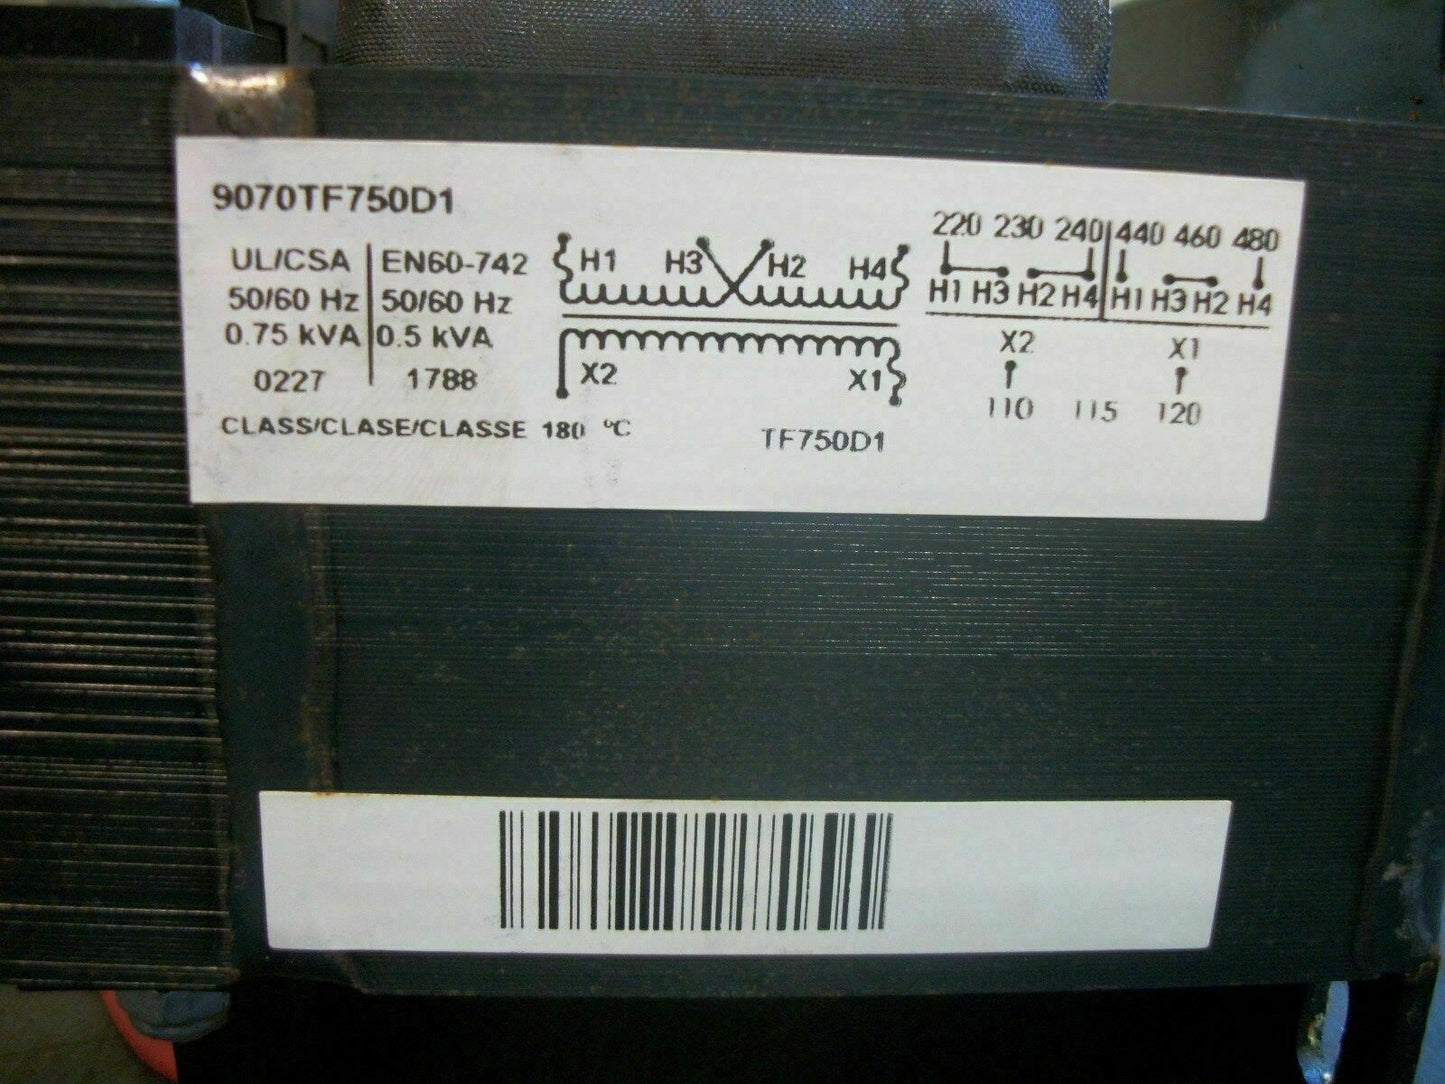 9070TF750D1
UL/CSA EN60-742
50/60 Hz 50/60 Hz
0.75 kVA 0.5 kVA
0227 1788
CLASS/CLASE/CLASSE 180 °C
H1 H3 H2 H4
X2 X1
TF750D1
220 230 240 440 460 480
H1 H3 H2 H4 H1 H3 H2 H4
X2 X1
110 115 120